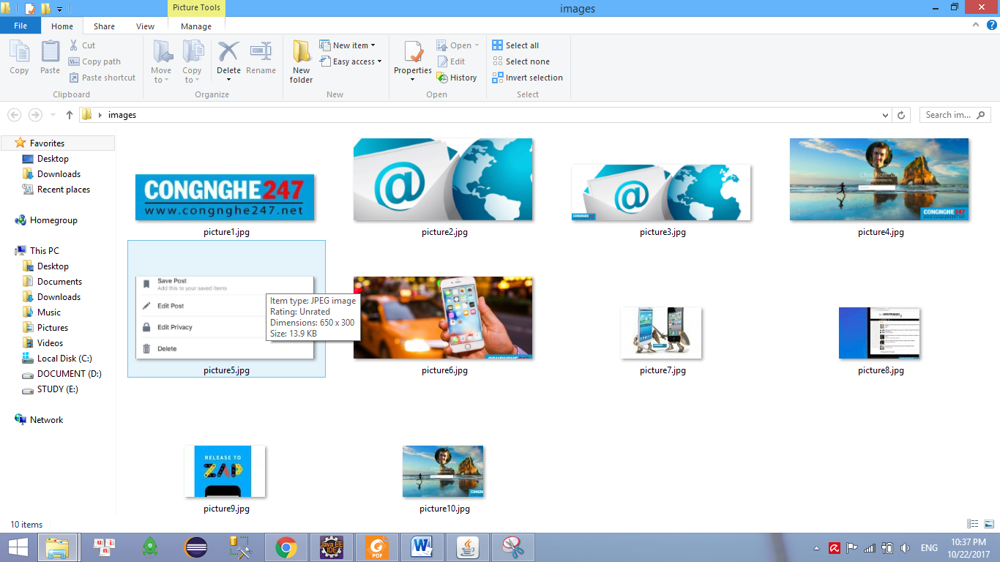 Picture Tools
images
File
Home
Share
View
Manage
Copy
Paste
Cut
Copy path
Paste shortcut
Clipboard
Move to
Copy to
Delete
Rename
Organize
New folder
New item
Easy access
New
Properties
Open
Edit
History
Open
Select all
Select none
Invert selection
Select
images
Search im...
Favorites
Desktop
Downloads
Recent places
Homegroup
This PC
Desktop
Documents
Downloads
Music
Pictures
Videos
Local Disk (C:)
DOCUMENT (D:)
STUDY (E:)
Network
CONGNGHE247
www.congnghe247.net
picture1.jpg
@
picture2.jpg
@
CONGNGHE247
picture3.jpg
Chris Hoffman
CONGNGHE247
www.congnghe247.net
picture4.jpg
Save Post
Add this to your saved items
Edit Post
Edit Privacy
Delete
picture5.jpg
Item type: JPEG image
Rating: Unrated
Dimensions: 650 x 300
Size: 13.9 KB
CONGNGHE247
picture6.jpg
picture7.jpg
picture8.jpg
RELEASE TO
ZAP
picture9.jpg
CONGNH
picture10.jpg
10 items
uni
Java EE
IDE
PDF
W
ENG
10:37 PM
10/22/2017